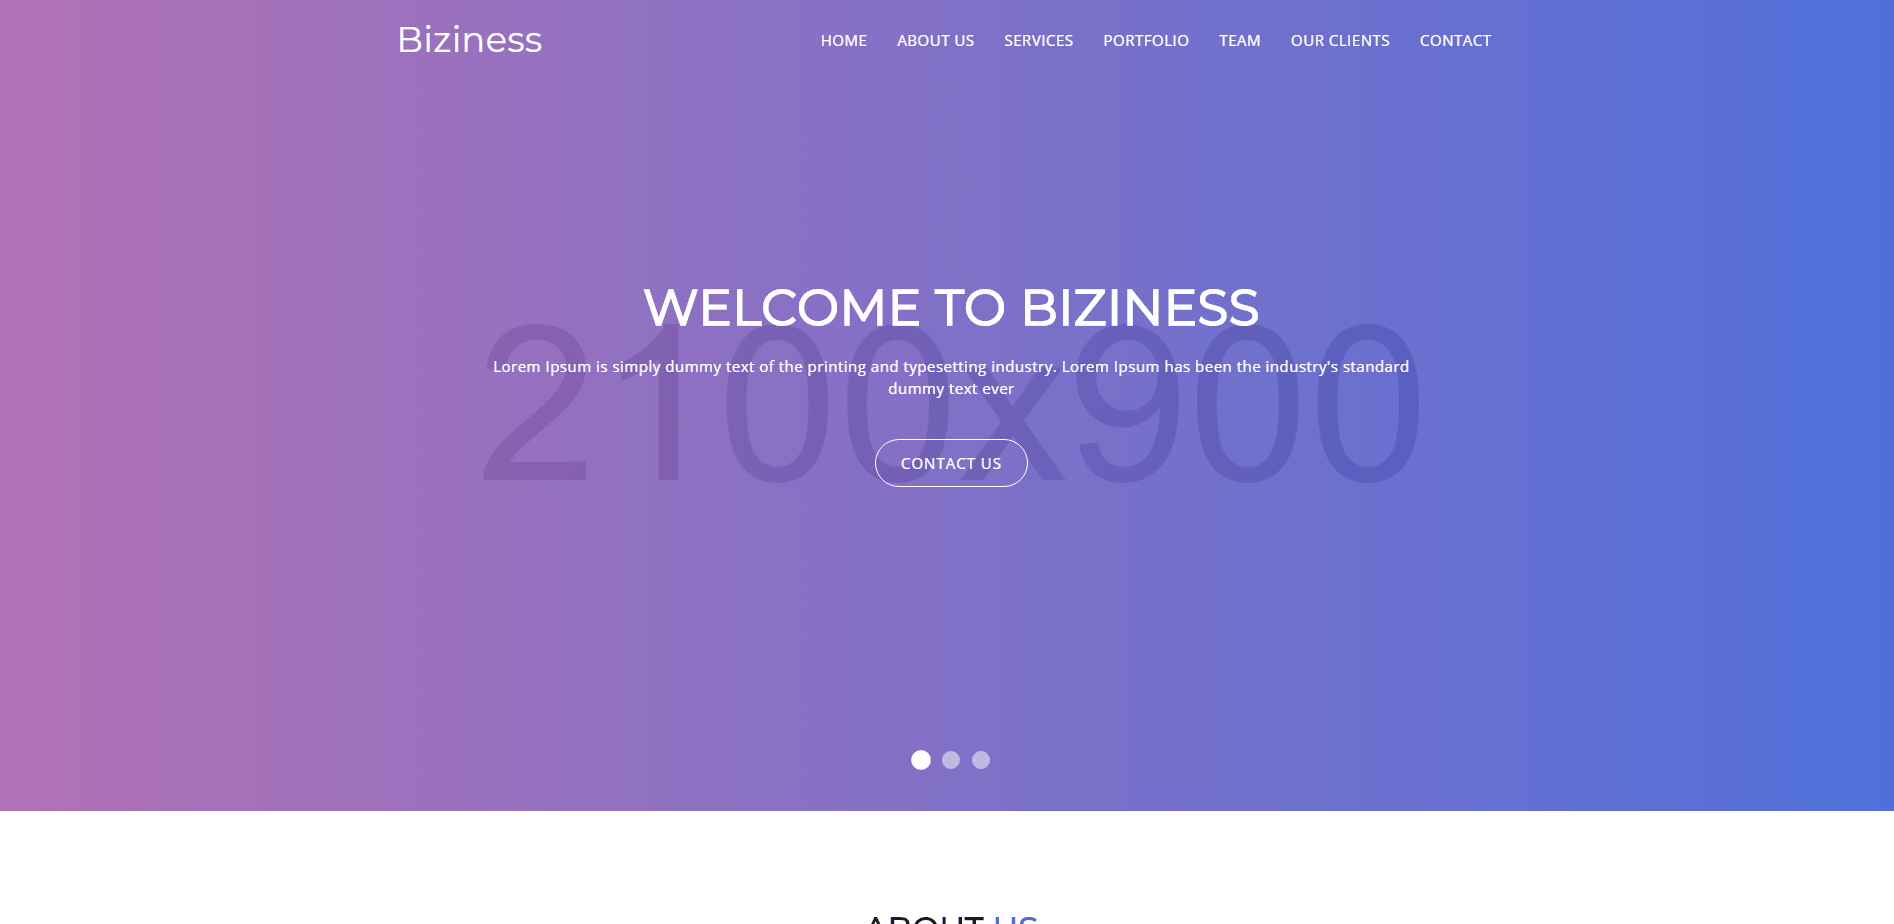 Biziness
HOME ABOUT US SERVICES PORTFOLIO TEAM OUR CLIENTS CONTACT
WELCOME TO BIZINESS
2100x900
Lorem Ipsum is simply dummy text of the printing and typesetting industry. Lorem Ipsum has been the industry's standard
dummy text ever
CONTACT US
ABOUT US